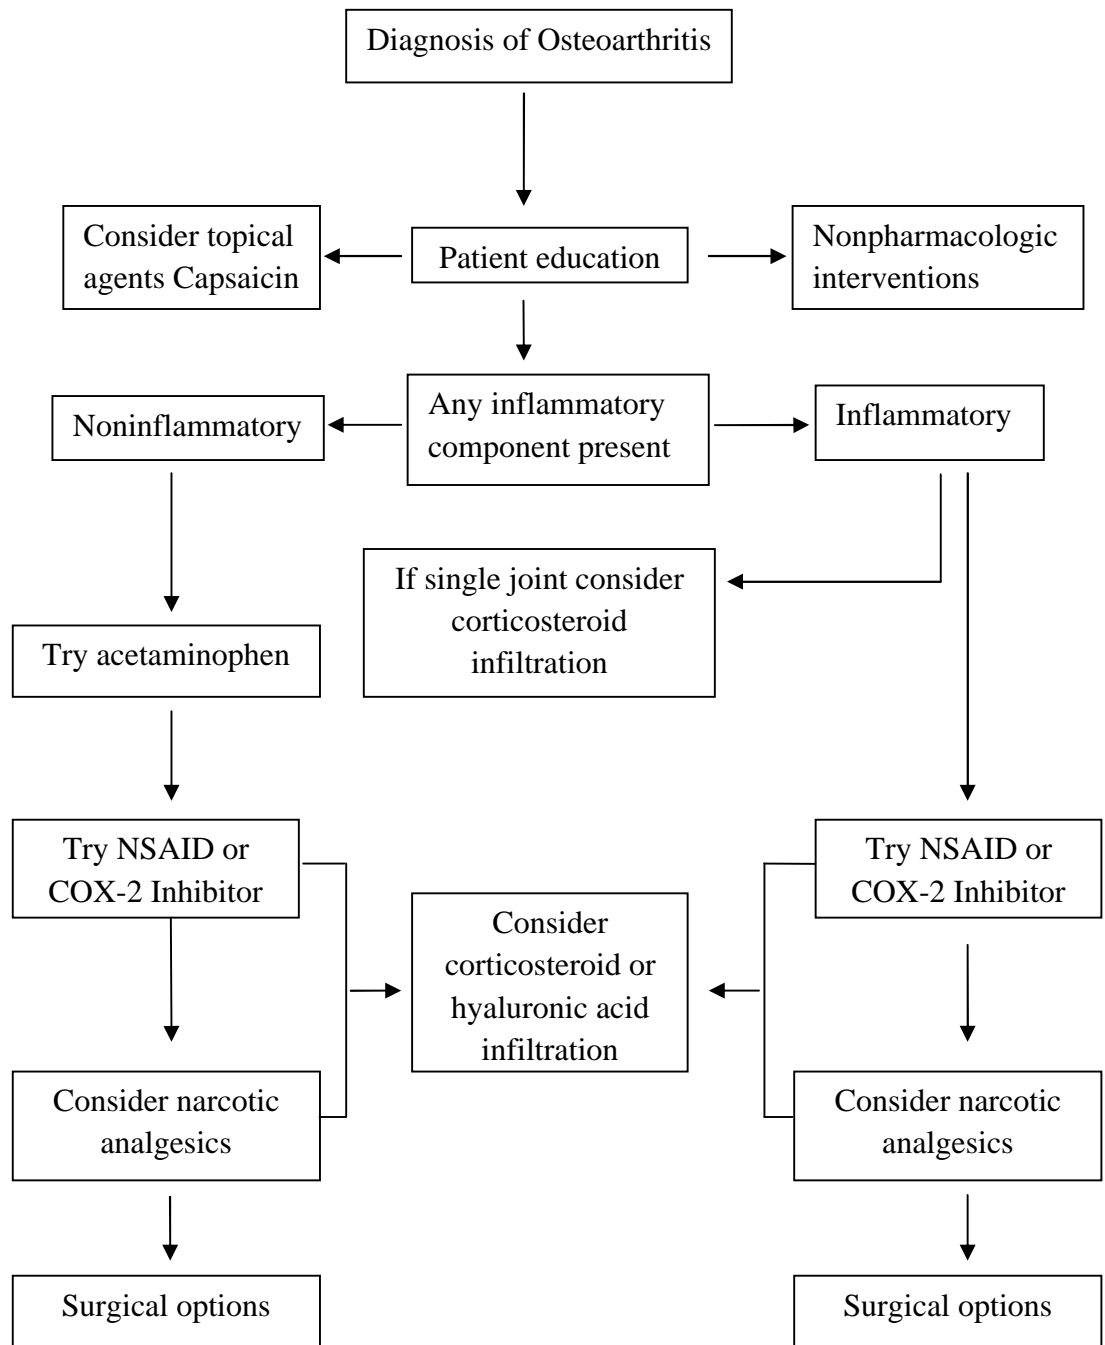 Diagnosis of Osteoarthritis
Consider topical
agents Capsaicin
Patient education
Nonpharmacologic
interventions
Noninflammatory
Any inflammatory
component present
Inflammatory
If single joint consider
corticosteroid
infiltration
Try acetaminophen
Try NSAID or
COX-2 Inhibitor
Consider
corticosteroid or
hyaluronic acid
infiltration
Try NSAID or
COX-2 Inhibitor
Consider narcotic
analgesics
Consider narcotic
analgesics
Surgical options
Surgical options